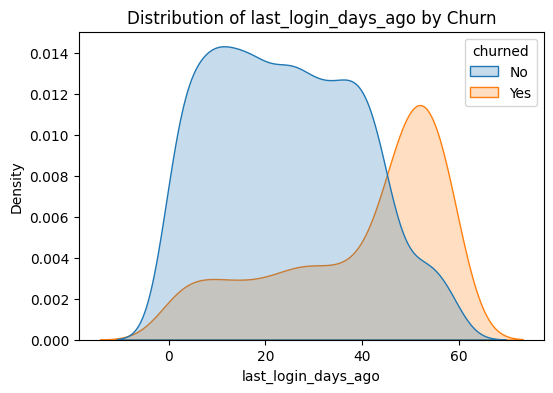 Distribution of last_login_days_ago by Churn
churned
No
Yes
Density
0.014
0.012
0.010
0.008
0.006
0.004
0.002
0.000
0
20
40
60
last_login_days_ago